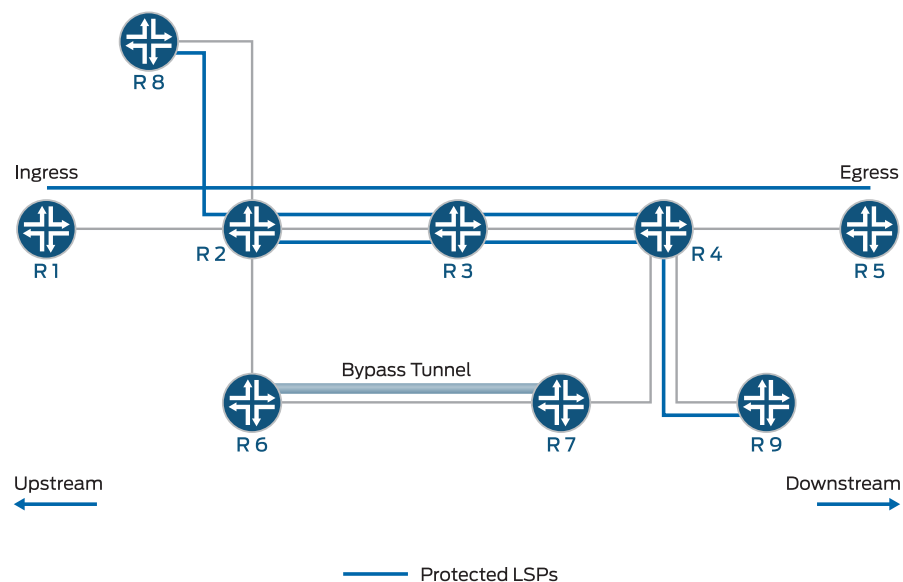 R 8
Ingress
Egress
R 1
R 2
R 3
R 4
R 5
Bypass Tunnel
R 6
R 7
R 9
Upstream
Downstream
Protected LSPs